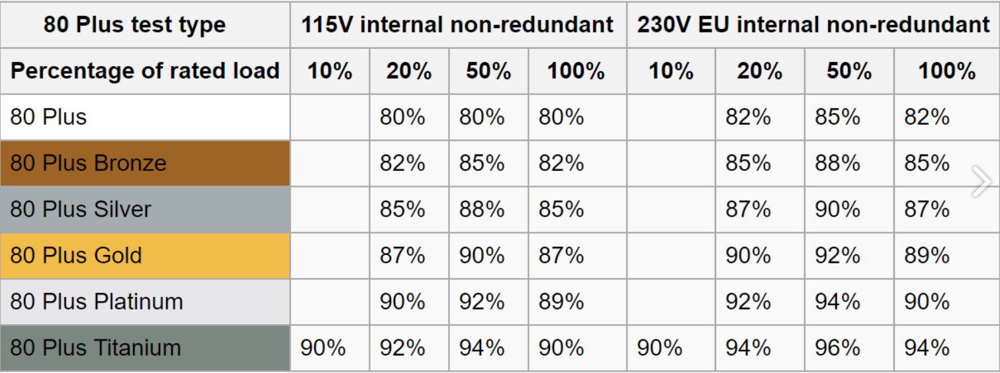 80 Plus test type 115V internal non-redundant 230V EU internal non-redundant
Percentage of rated load 10% 20% 50% 100% 10% 20% 50% 100%
80 Plus 80% 80% 80% 82% 85% 82%
80 Plus Bronze 82% 85% 82% 85% 88% 85%
80 Plus Silver 85% 88% 85% 87% 90% 87%
80 Plus Gold 87% 90% 87% 90% 92% 89%
80 Plus Platinum 90% 92% 89% 92% 94% 90%
80 Plus Titanium 90% 92% 94% 90% 90% 94% 96% 94%